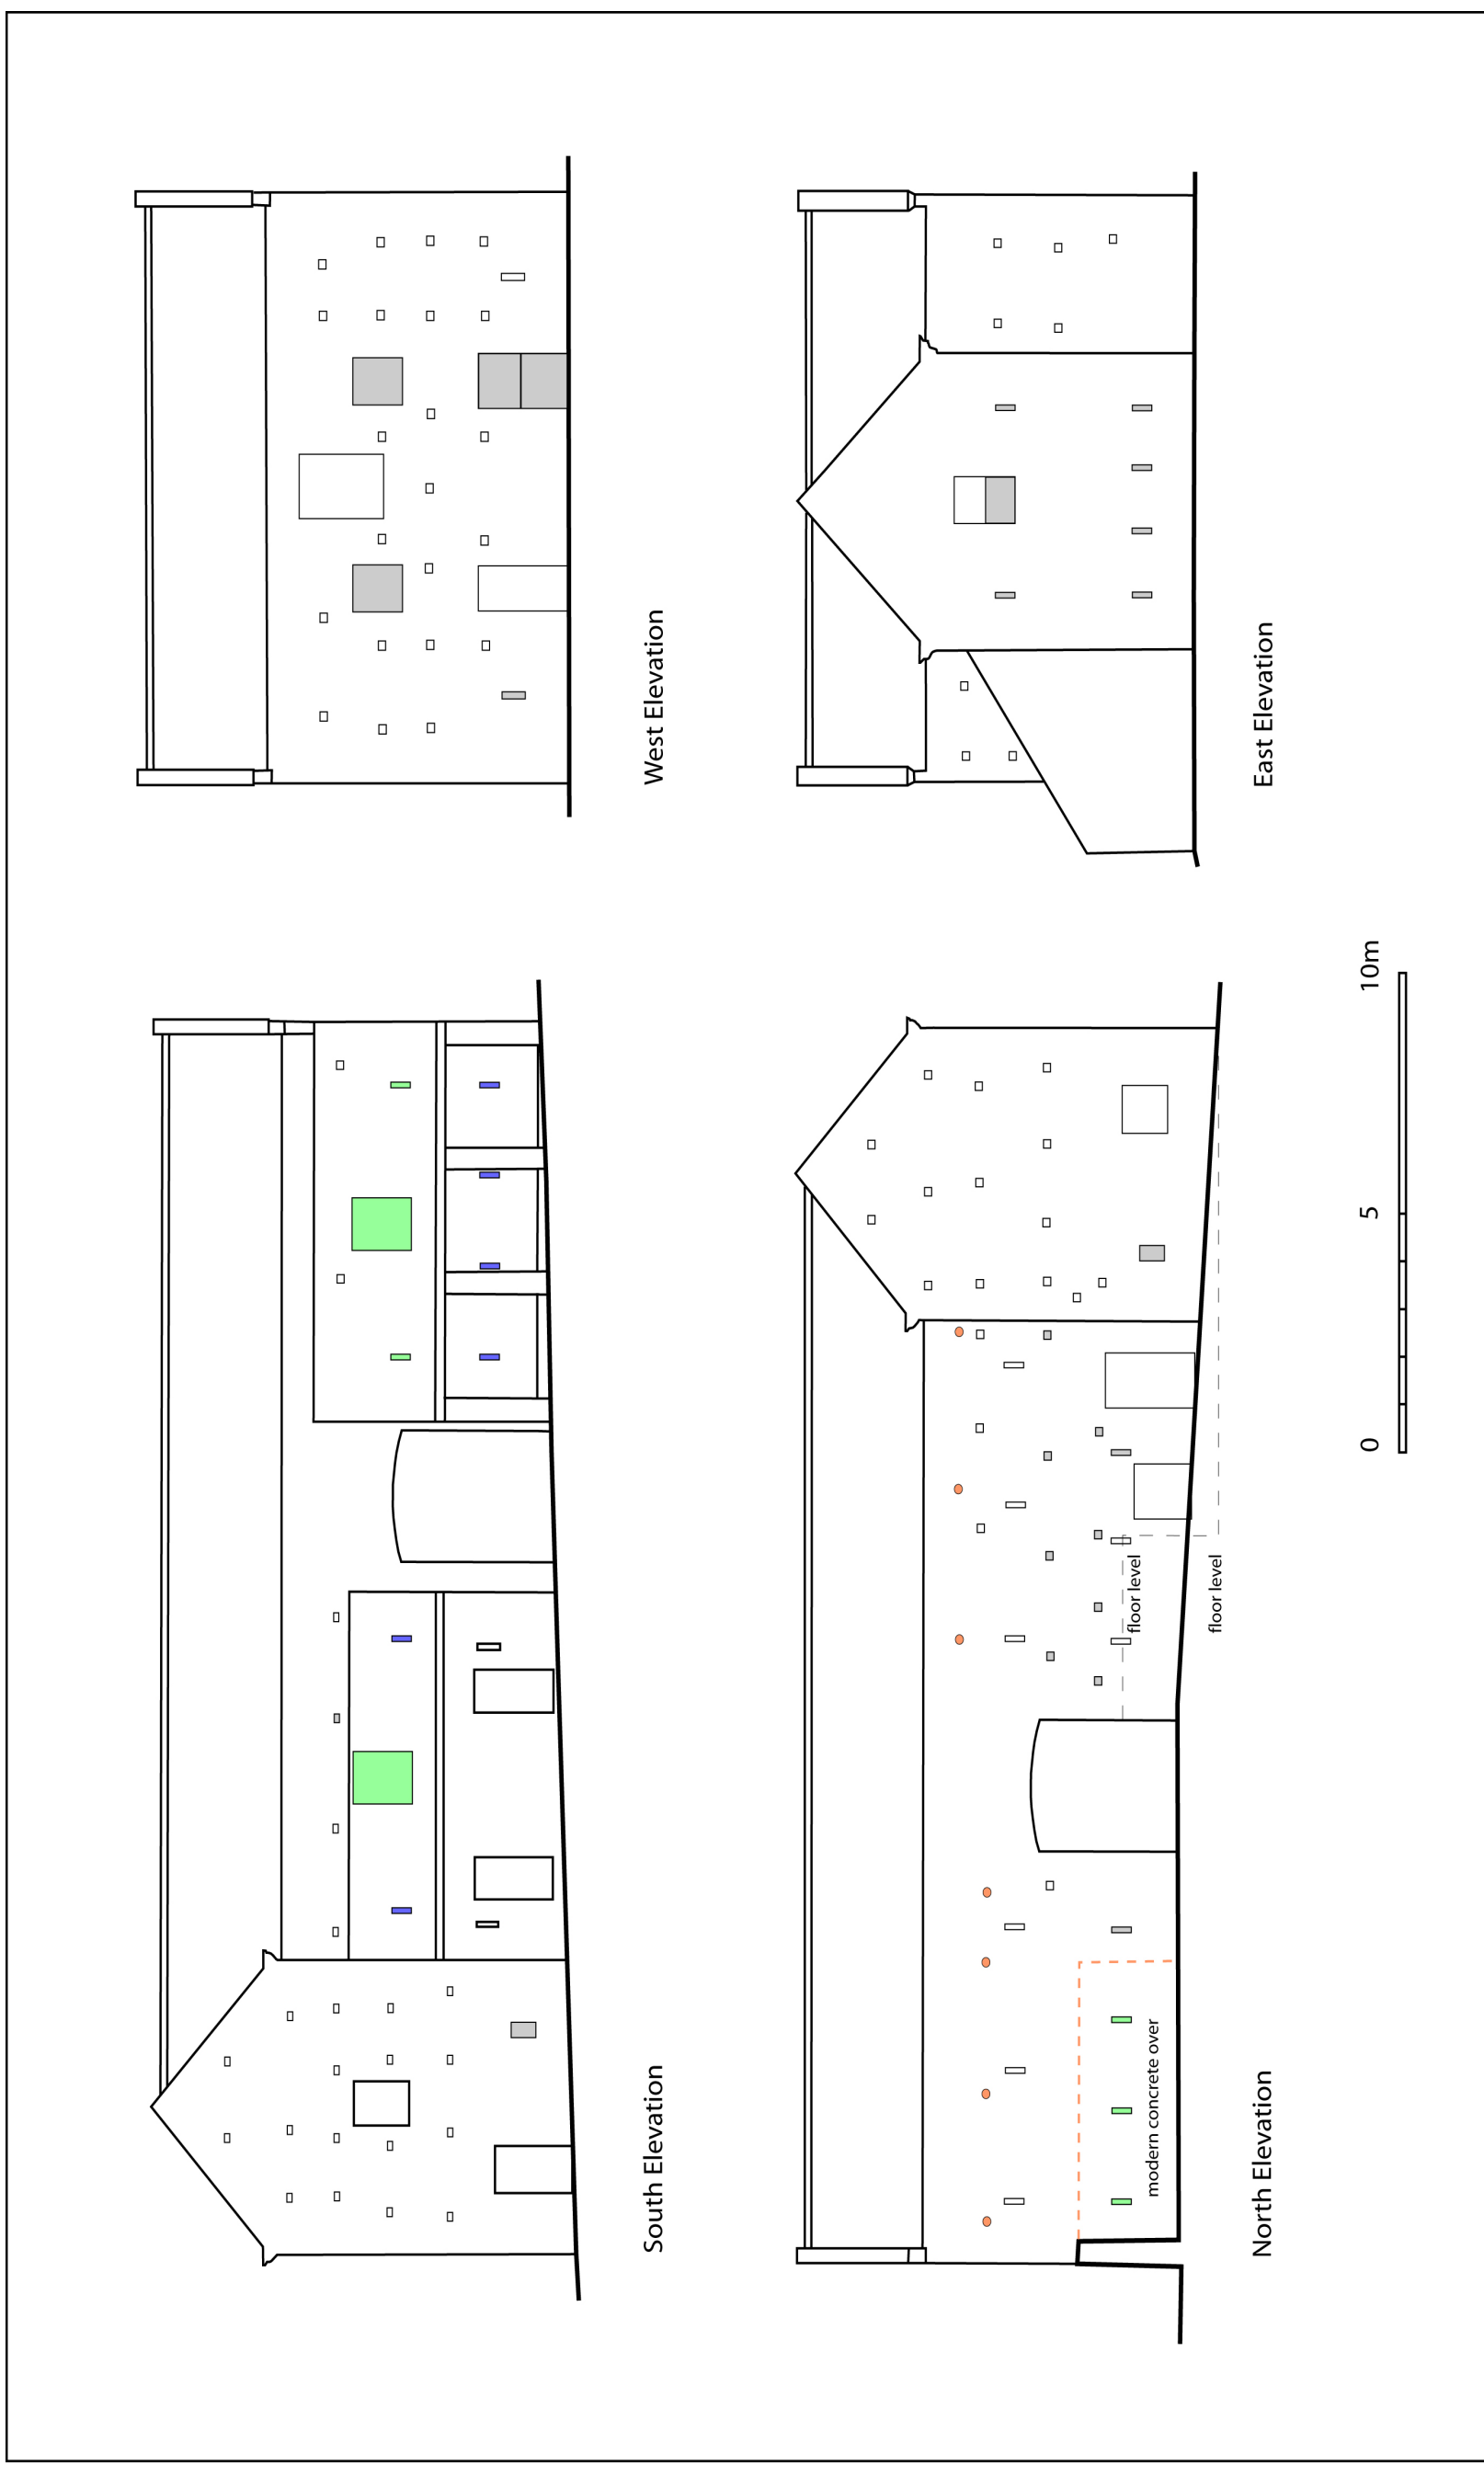 South Elevation
West Elevation
floor level
floor level
modern concrete over
North Elevation
East Elevation
0 5 10m